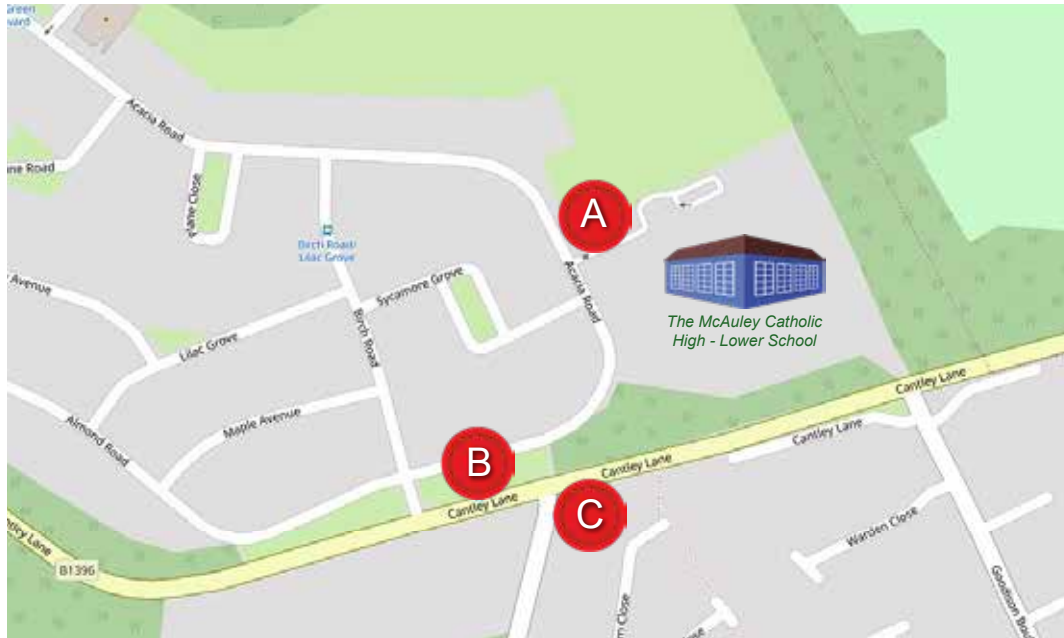 Green
Acacia Road
Plane Close
Birch Road/
Lilac Grove
A
Acacia Road
The McAuley Catholic
High - Lower School
Avenue
Sycamore Grove
Birch Road
Lilac Grove
Maple Avenue
Almond Road
B
C
Cantley Lane
Cantley Lane
Cantley Lane
Cantley Lane
Warden Close
B1396
Close